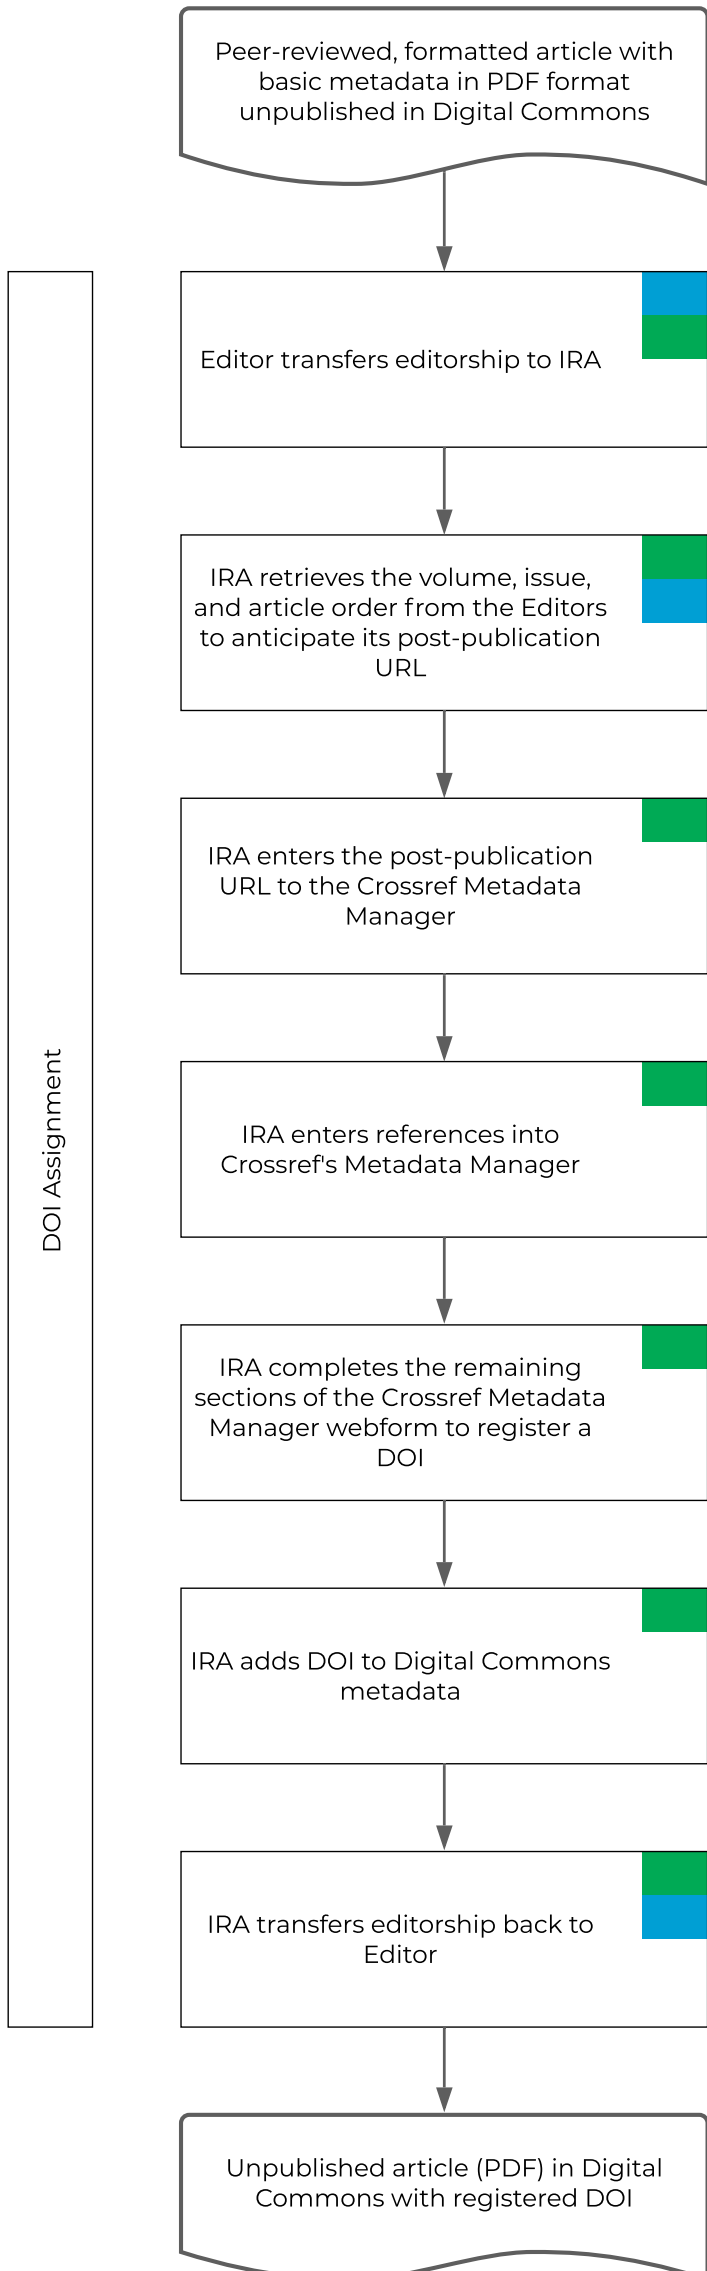 Peer-reviewed, formatted article with
basic metadata in PDF format
unpublished in Digital Commons
Editor transfers editorship to IRA
IRA retrieves the volume, issue,
and article order from the Editors
to anticipate its post-publication
URL
IRA enters the post-publication
URL to the Crossref Metadata
Manager
DOI Assignment
IRA enters references into
Crossref's Metadata Manager
IRA completes the remaining
sections of the Crossref Metadata
Manager webform to register a
DOI
IRA adds DOI to Digital Commons
metadata
IRA transfers editorship back to
Editor
Unpublished article (PDF) in Digital
Commons with registered DOI